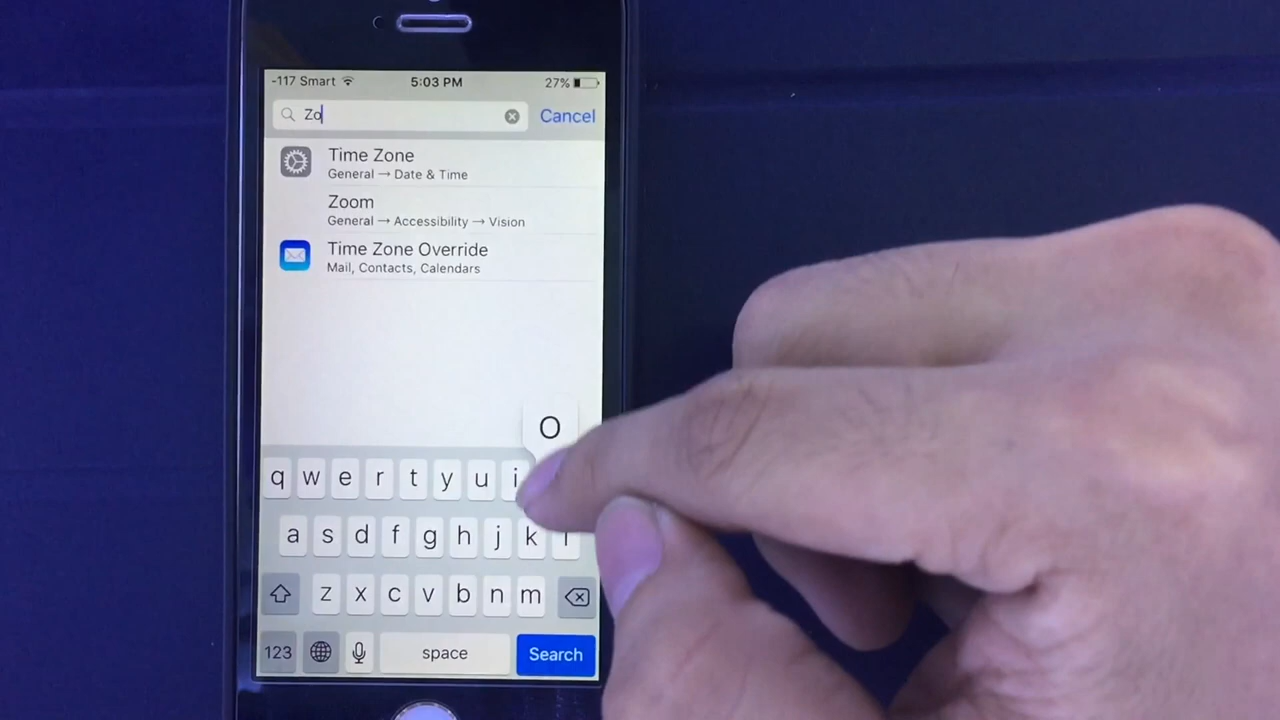 -117 Smart 5:03 PM 27%
Zo Cancel
Time Zone
General → Date & Time
Zoom
General → Accessibility → Vision
Time Zone Override
Mail, Contacts, Calendars
O
q w e r t y u i
a s d f g h j k l
z x c v b n m
123 space Search